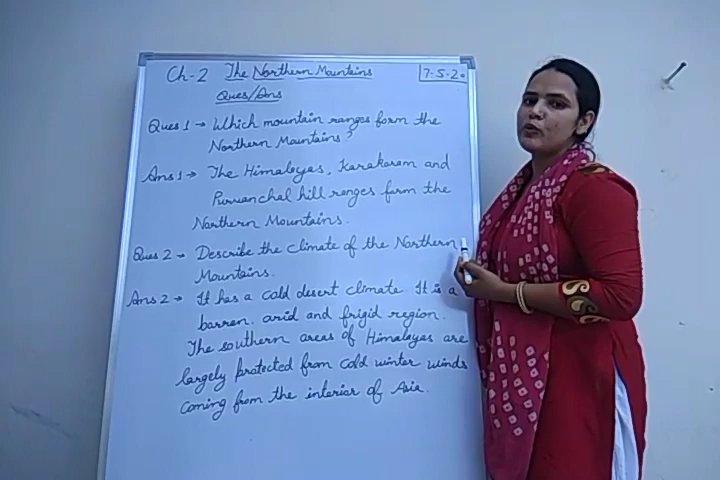 Ch-2 The Northern Mountains 7-5-20
Ques/Ans
Ques 1 → Which mountain ranges form the
Northern Mountains?
Ans 1 → The Himalayas, Karakoram and
Purvanchal hill ranges form the
Northern Mountains.
Ques 2 → Describe the climate of the Northern
Mountains.
Ans 2 → It has a cold desert climate. It is a
barren, arid and frigid region.
The southern areas of Himalayas are
largely protected from cold winter winds
coming from the interior of Asia.